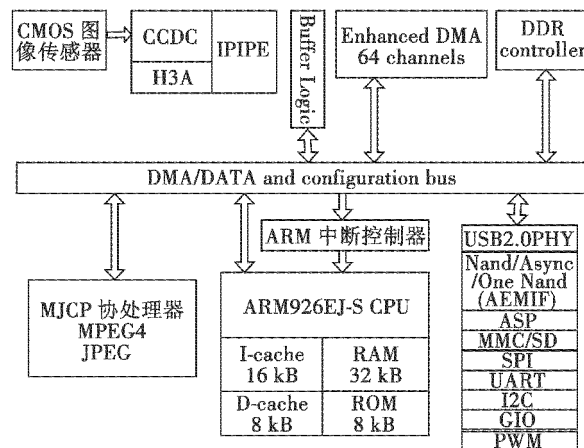 CMOS 图
像传感器
CCDC
H3A
IPIPE
Buffer Logic
Enhanced DMA
64 channels
DDR
controller
DMA/DATA and configuration bus
ARM 中断控制器
MJCP 协处理器
MPEG4
JPEG
ARM926EJ-S CPU
I-cache
16 kB
RAM
32 kB
D-cache
8 kB
ROM
8 kB
USB2.0PHY
Nand/Async
/One Nand
(AEMIF)
ASP
MMC/SD
SPI
UART
I2C
GIO
PWM